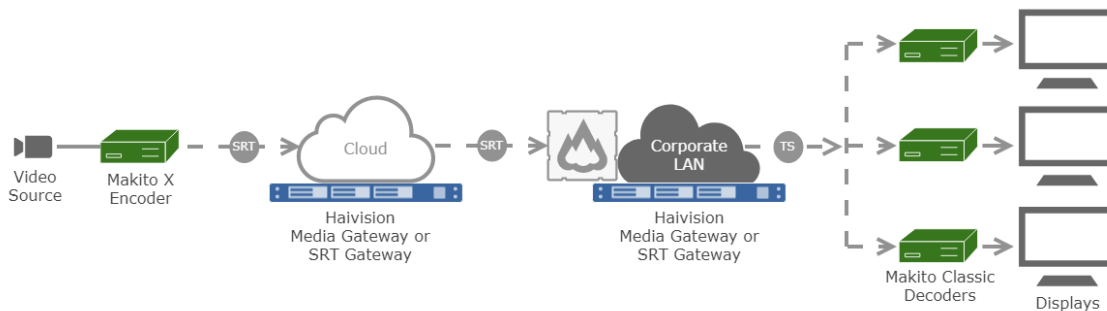 Video
Source
Makito X
Encoder
SRT
Cloud
Haivision
Media Gateway or
SRT Gateway
SRT
Corporate
LAN
Haivision
Media Gateway or
SRT Gateway
TS
Makito Classic
Decoders
Displays